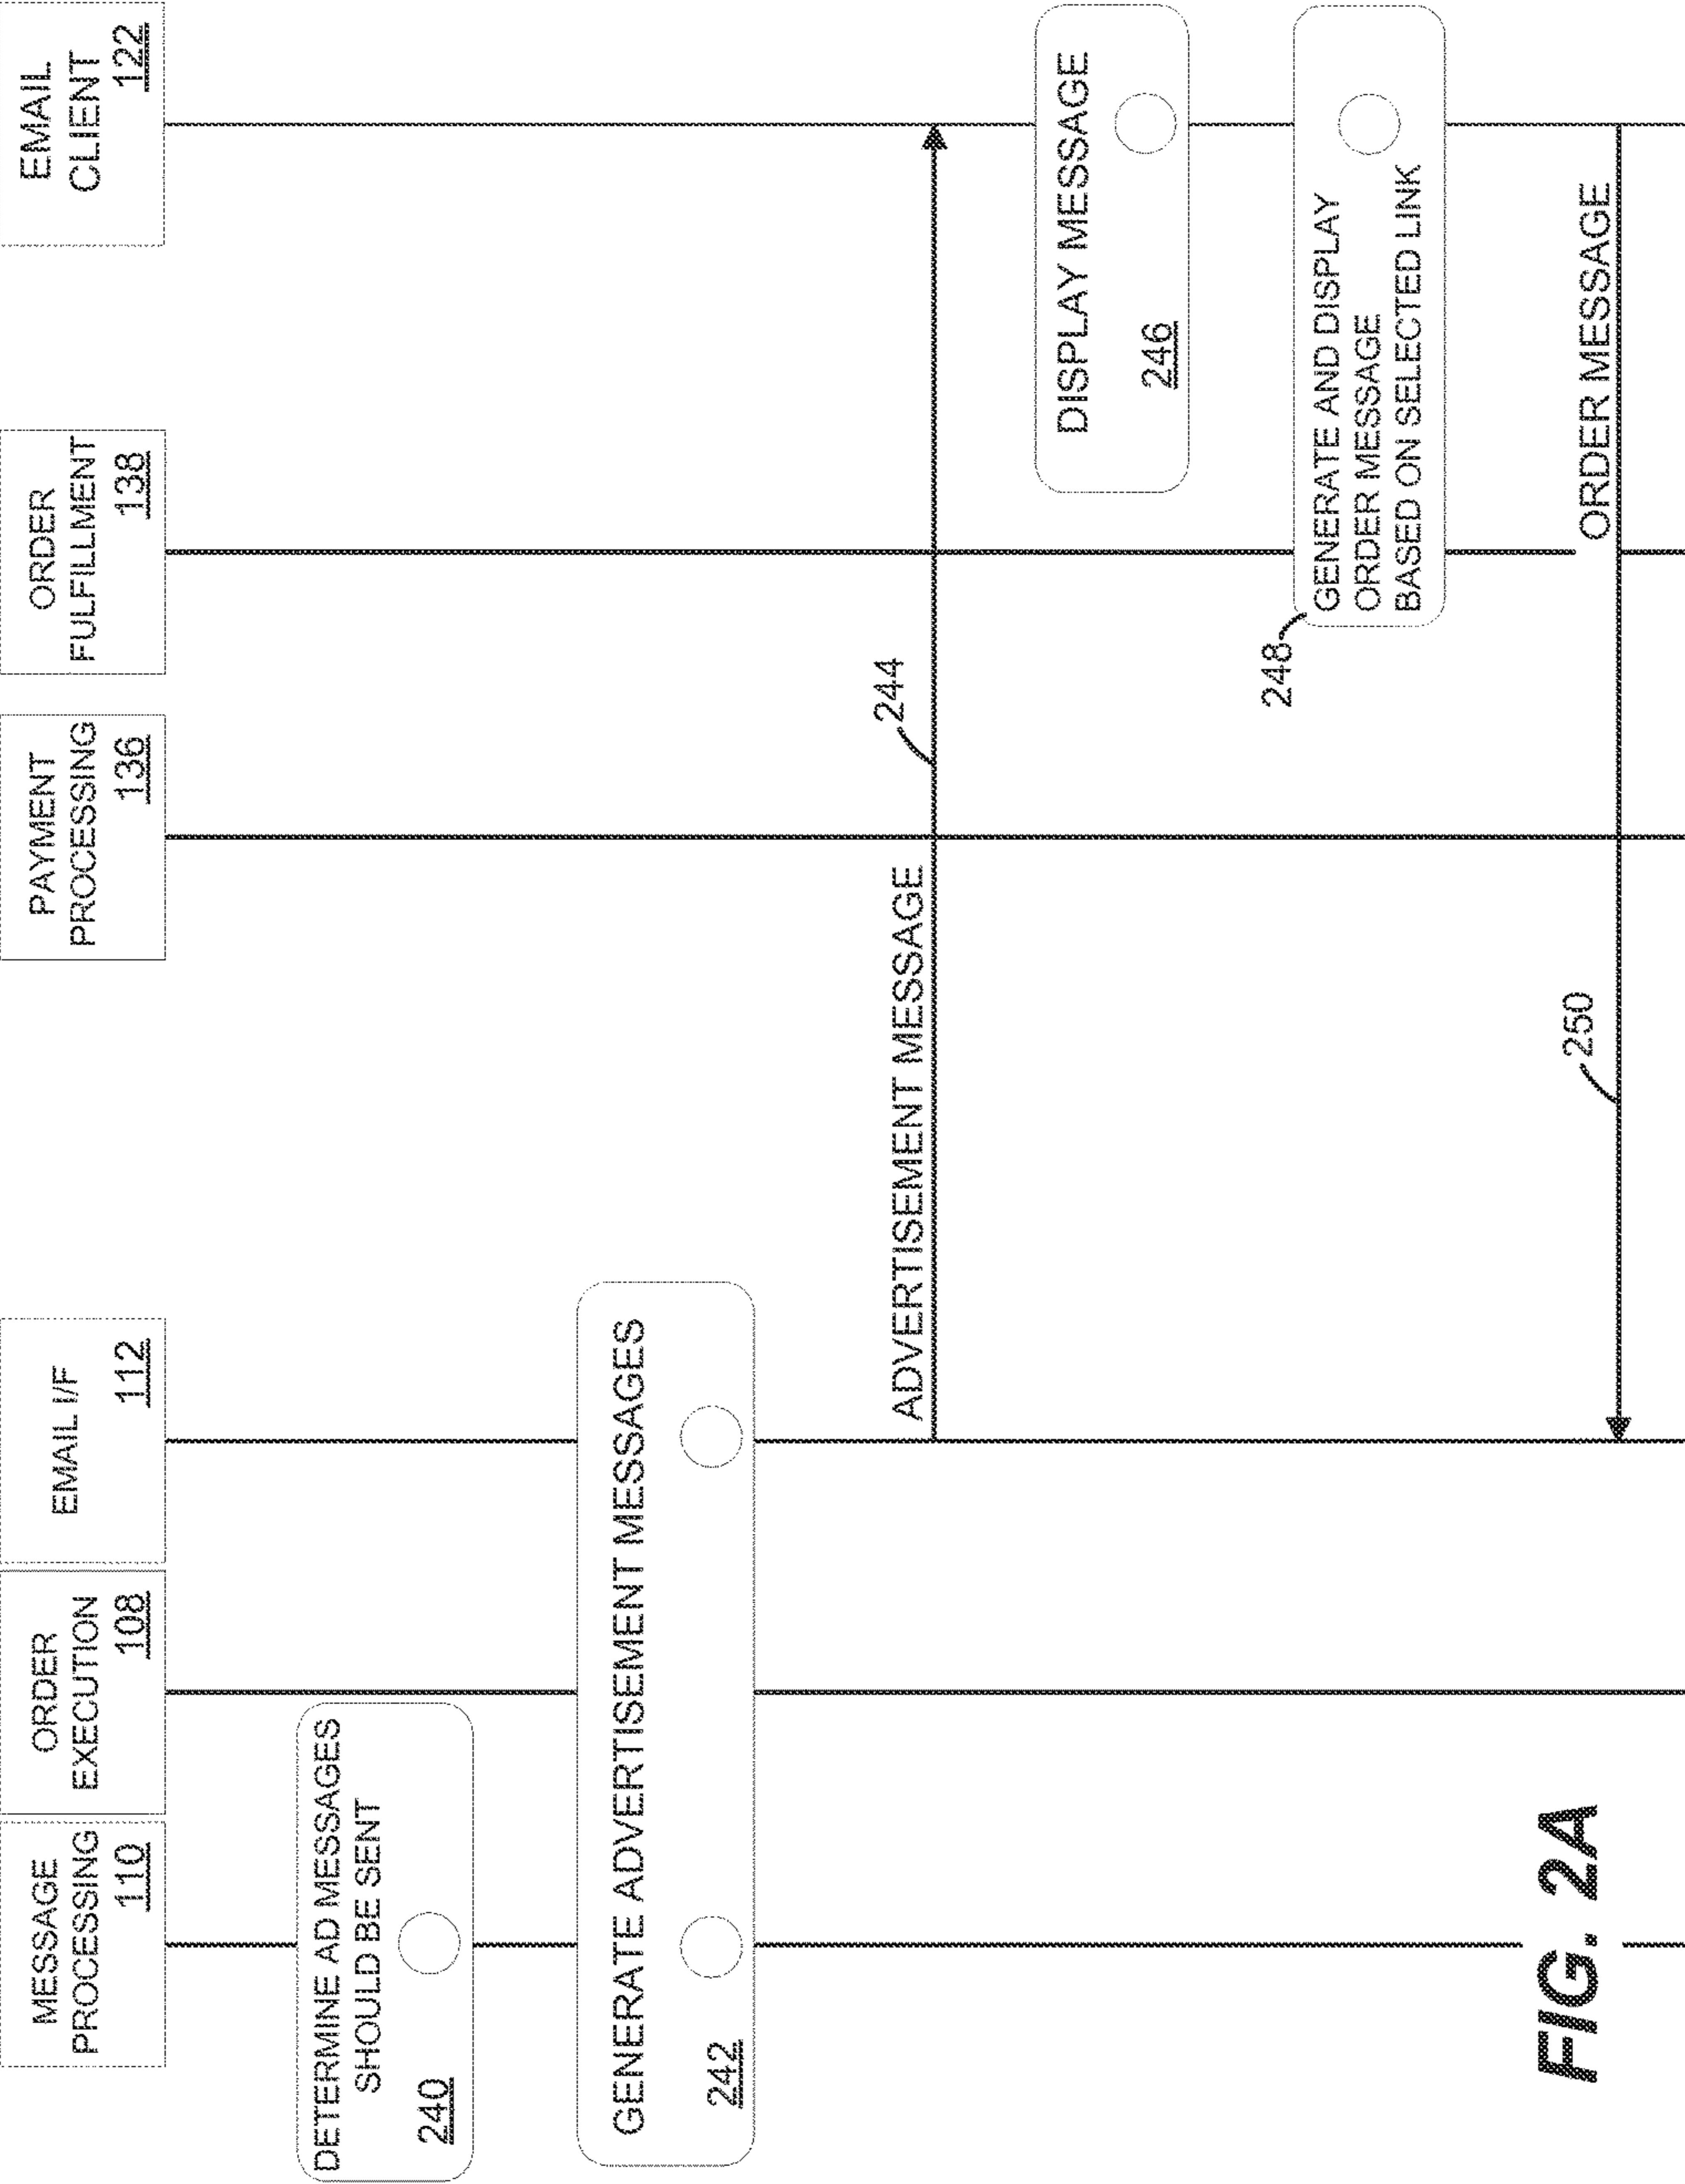 MESSAGE
PROCESSING
110
ORDER
EXECUTION
108
EMAIL I/F
112
PAYMENT
PROCESSING
136
ORDER
FULFILLMENT
138
EMAIL
CLIENT
122
DETERMINE AD MESSAGES
SHOULD BE SENT
240
GENERATE ADVERTISEMENT MESSAGES
242
ADVERTISEMENT MESSAGE
244
DISPLAY MESSAGE
246
248
GENERATE AND DISPLAY
ORDER MESSAGE
BASED ON SELECTED LINK
250
ORDER MESSAGE
FIG. 2A